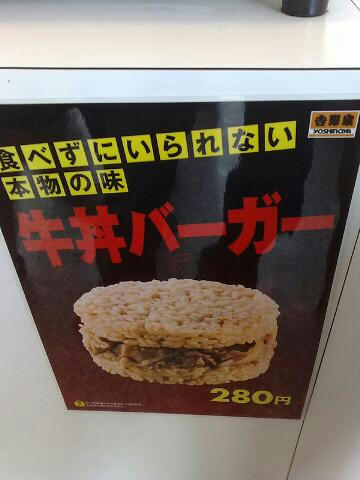 吉野家
YOSHINOYA
食べずにいられない
本物の味
牛丼バーガー
280円